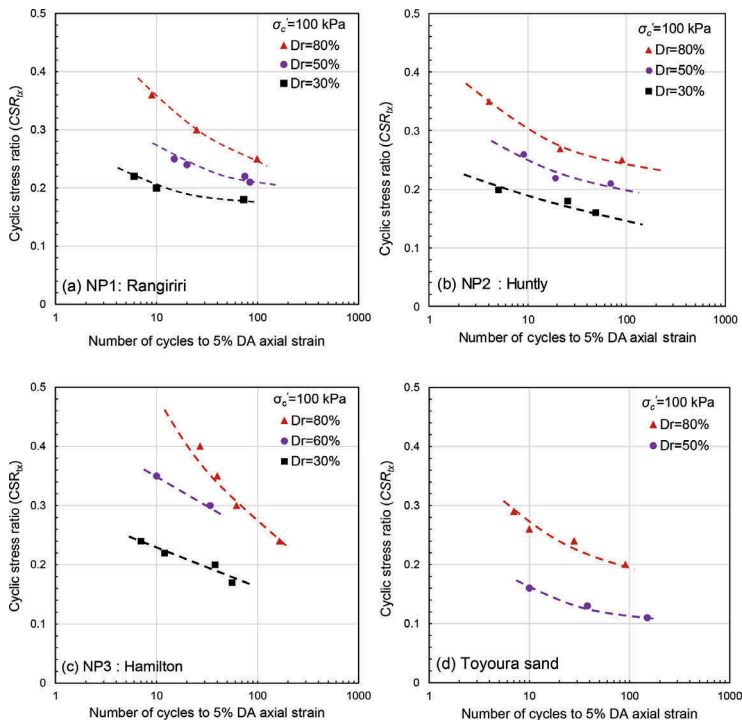 σc'=100 kPa
Dr=80%
Dr=50%
Dr=30%
0.5
0.4
0.3
0.2
0.1
0
Cyclic stress ratio (CSRtx)
(a) NP1: Rangiriri
1 10 100 1000
Number of cycles to 5% DA axial strain
σc'=100 kPa
Dr=80%
Dr=50%
Dr=30%
0.5
0.4
0.3
0.2
0.1
0
Cyclic stress ratio (CSRtx)
(b) NP2 : Huntly
1 10 100 1000
Number of cycles to 5% DA axial strain
σc'=100 kPa
Dr=80%
Dr=60%
Dr=30%
0.5
0.4
0.3
0.2
0.1
0
Cyclic stress ratio (CSRtx)
(c) NP3 : Hamilton
1 10 100 1000
Number of cycles to 5% DA axial strain
σc'=100 kPa
Dr=80%
Dr=50%
0.5
0.4
0.3
0.2
0.1
0
Cyclic stress ratio (CSRtx)
(d) Toyoura sand
1 10 100 1000
Number of cycles to 5% DA axial strain